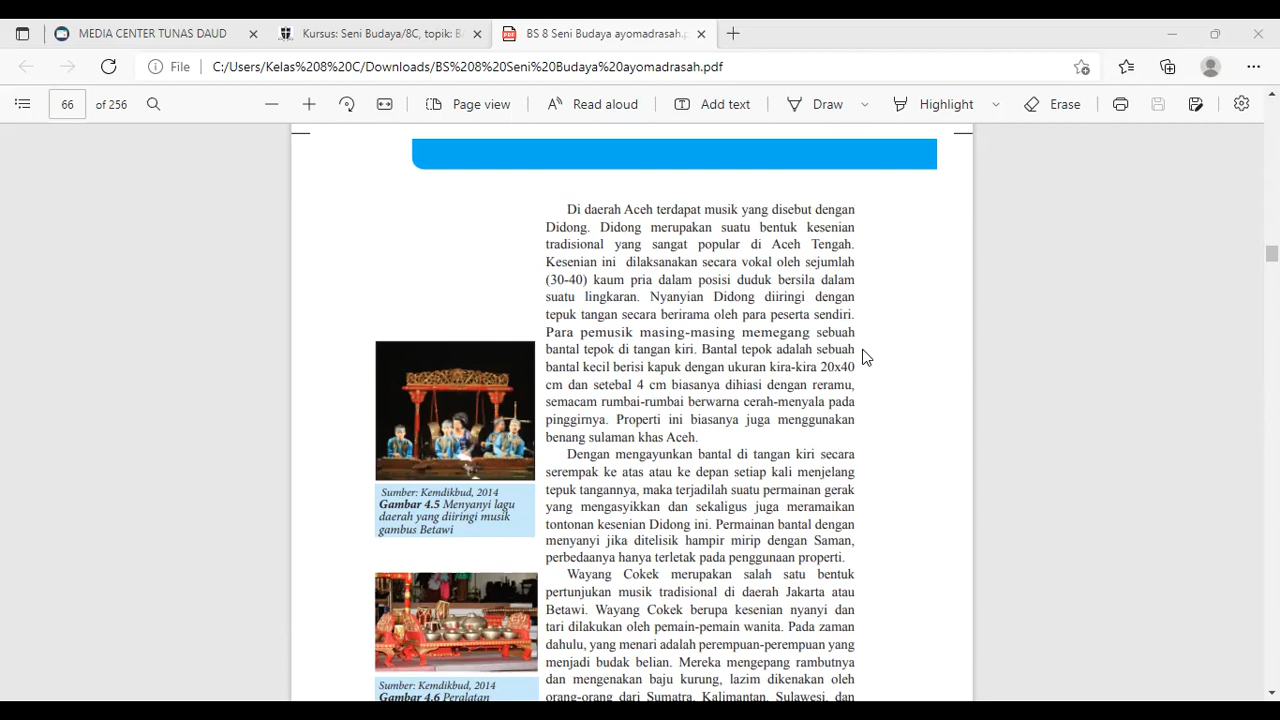 MEDIA CENTER TUNAS DAUD
Kursus: Seni Budaya/8C, topik: B
BS 8 Seni Budaya ayomadrasah.p
File
C:/Users/Kelas%208%20C/Downloads/BS%208%20Seni%20Budaya%20ayomadrasah.pdf
66 of 256
Page view
Read aloud
Add text
Draw
Highlight
Erase
Di daerah Aceh terdapat musik yang disebut dengan
Didong. Didong merupakan suatu bentuk kesenian
tradisional yang sangat popular di Aceh Tengah.
Kesenian ini dilaksanakan secara vokal oleh sejumlah
(30-40) kaum pria dalam posisi duduk bersila dalam
suatu lingkaran. Nyanyian Didong diiringi dengan
tepuk tangan secara berirama oleh para peserta sendiri.
Para pemusik masing-masing memegang sebuah
bantal tepok di tangan kiri. Bantal tepok adalah sebuah
bantal kecil berisi kapuk dengan ukuran kira-kira 20x40
cm dan setebal 4 cm biasanya dihiasi dengan reramu,
semacam rumbai-rumbai berwarna cerah-menyala pada
pinggirnya. Properti ini biasanya juga menggunakan
benang sulaman khas Aceh.
Dengan mengayunkan bantal di tangan kiri secara
serempak ke atas atau ke depan setiap kali menjelang
tepuk tangannya, maka terjadilah suatu permainan gerak
yang mengasyikkan dan sekaligus juga meramaikan
tontonan kesenian Didong ini. Permainan bantal dengan
menyanyi jika ditelisik hampir mirip dengan Saman,
perbedaanya hanya terletak pada penggunaan properti.
Wayang Cokek merupakan salah satu bentuk
pertunjukan musik tradisional di daerah Jakarta atau
Betawi. Wayang Cokek berupa kesenian nyanyi dan
tari dilakukan oleh pemain-pemain wanita. Pada zaman
dahulu, yang menari adalah perempuan-perempuan yang
menjadi budak belian. Mereka mengepang rambutnya
dan mengenakan baju kurung, lazim dikenakan oleh
orang-orang dari Sumatra, Kalimantan, Sulawesi, dan
Sumber: Kemdikbud, 2014
Gambar 4.5 Menyanyi lagu
daerah yang diiringi musik
gambus Betawi
Sumber: Kemdikbud, 2014
Gambar 4.6 Peralatan